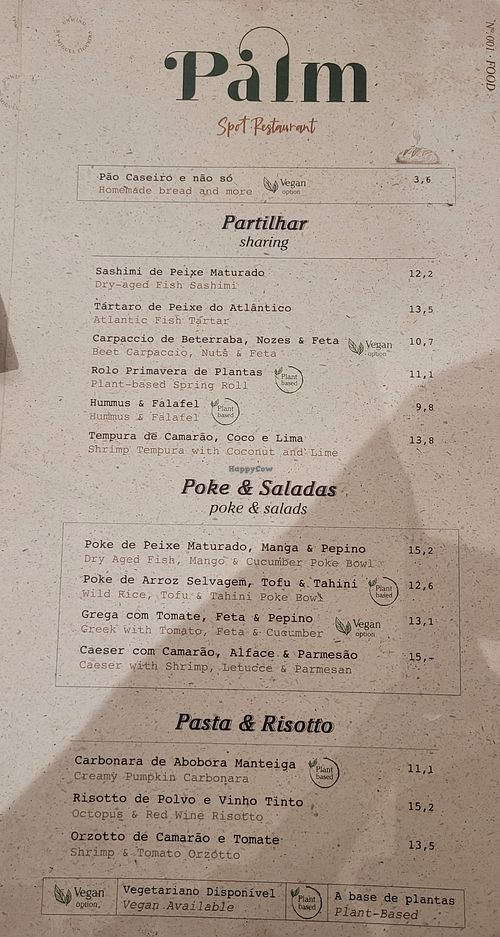 Nº.001 - FOOD
Palm
Spot Restaurant
Pão Caseiro e não só 3,6
Homemade bread and more
Vegan
option
Partilhar
sharing
Sashimi de Peixe Maturado 12,2
Dry-aged Fish Sashimi
Tártaro de Peixe do Atlântico 13,5
Atlantic Fish Tartar
Carpaccio de Beterraba, Nozes & Feta 10,7
Beet Carpaccio, Nuts & Feta
Vegan
option
Rolo Primavera de Plantas 11,1
Plant-based Spring Roll
Plant
based
Hummus & Falafel 9,8
Hummus & Falafel
Plant
based
Tempura de Camarão, Coco e Lima 13,8
Shrimp Tempura with Coconut and Lime
HappyCow
Poke & Saladas
poke & salads
Poke de Peixe Maturado, Manga & Pepino 15,2
Dry Aged Fish, Mango & Cucumber Poke Bowl
Poke de Arroz Selvagem, Tofu & Tahini 12,6
Wild Rice, Tofu & Tahini Poke Bowl
Plant
based
Grega com Tomate, Feta & Pepino 13,1
Greek with Tomato, Feta & Cucumber
Vegan
option
Caeser com Camarão, Alface & Parmesão 15,-
Caeser with Shrimp, Letucce & Parmesan
Pasta & Risotto
Carbonara de Abobora Manteiga 11,1
Creamy Pumpkin Carbonara
Plant
based
Risotto de Polvo e Vinho Tinto 15,2
Octopus & Red Wine Risotto
Orzotto de Camarão e Tomate 13,5
Shrimp & Tomato Orzotto
Vegan
option
Vegetariano Disponível
Vegan Available
Plant
based
A base de plantas
Plant-Based